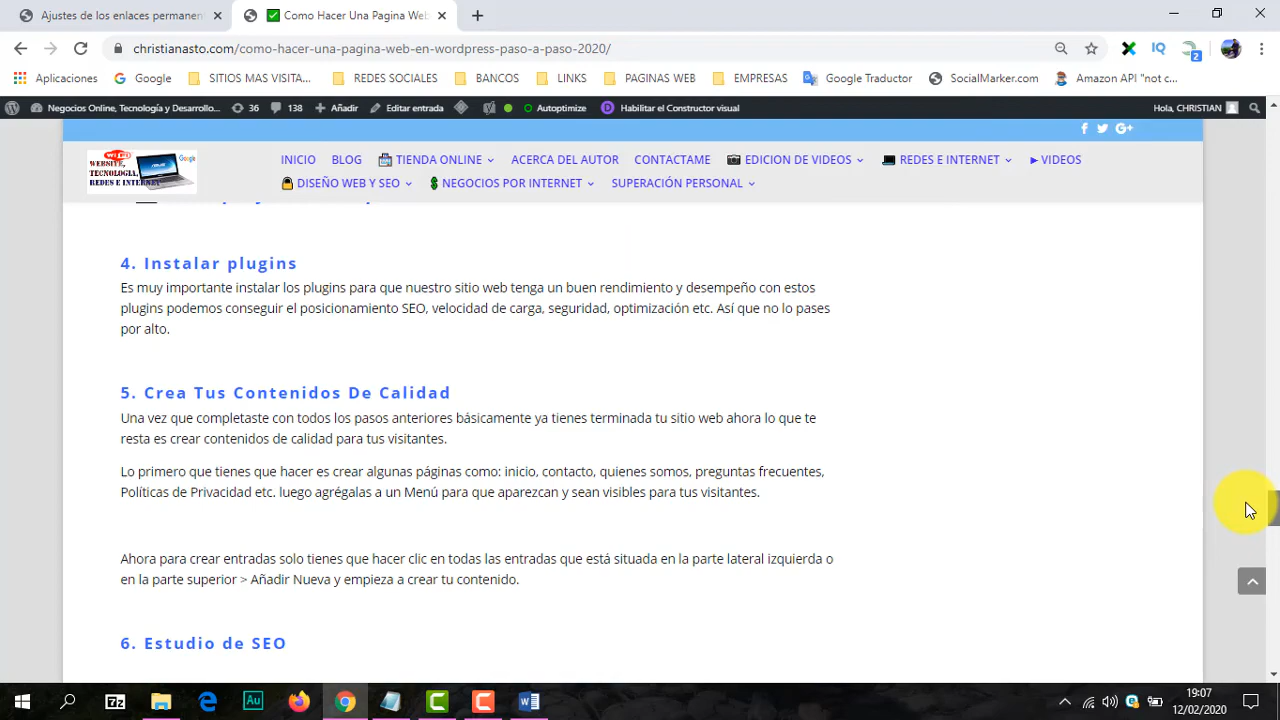 Ajustes de los enlaces permanen
Como Hacer Una Pagina Web
christianasto.com/como-hacer-una-pagina-web-en-wordpress-paso-a-paso-2020/
IQ
2
Aplicaciones
Google
SITIOS MAS VISITA...
REDES SOCIALES
BANCOS
LINKS
PAGINAS WEB
EMPRESAS
Google Traductor
SocialMarker.com
Amazon API "not c...
Negocios Online, Tecnología y Desarrollo...
36
138
Añadir
Editar entrada
Autoptimize
D
Habilitar el Constructor visual
Hola, CHRISTIAN
WEBSITE,
TECNOLOGIA,
REDES E INTERNET
Google
INICIO
BLOG
TIENDA ONLINE
ACERCA DEL AUTOR
CONTACTAME
EDICION DE VIDEOS
REDES E INTERNET
VIDEOS
DISEÑO WEB Y SEO
NEGOCIOS POR INTERNET
SUPERACIÓN PERSONAL
4. Instalar plugins
Es muy importante instalar los plugins para que nuestro sitio web tenga un buen rendimiento y desempeño con estos
plugins podemos conseguir el posicionamiento SEO, velocidad de carga, seguridad, optimización etc. Así que no lo pases
por alto.
5. Crea Tus Contenidos De Calidad
Una vez que completaste con todos los pasos anteriores básicamente ya tienes terminada tu sitio web ahora lo que te
resta es crear contenidos de calidad para tus visitantes.
Lo primero que tienes que hacer es crear algunas páginas como: inicio, contacto, quienes somos, preguntas frecuentes,
Políticas de Privacidad etc. luego agrégalas a un Menú para que aparezcan y sean visibles para tus visitantes.
Ahora para crear entradas solo tienes que hacer clic en todas las entradas que está situada en la parte lateral izquierda o
en la parte superior > Añadir Nueva y empieza a crear tu contenido.
6. Estudio de SEO
7z
Au
19:07
12/02/2020